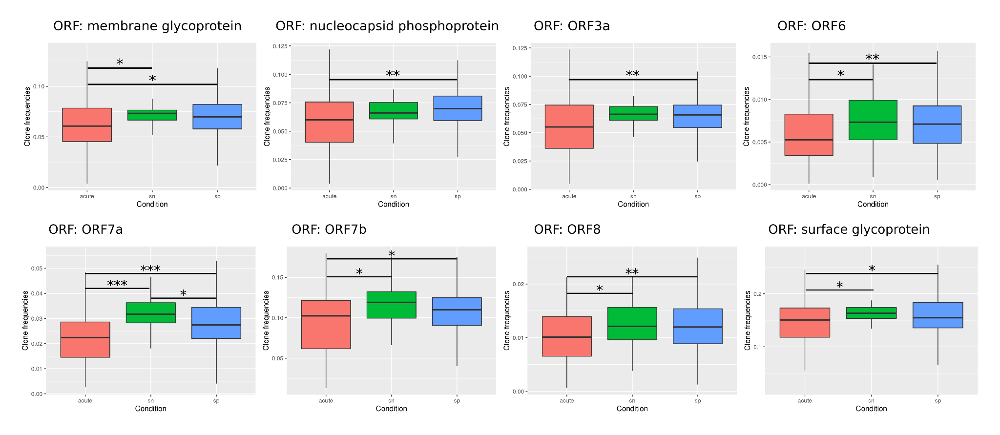 ORF: membrane glycoprotein
Clone frequencies
0.10
0.05
0.00
*
*
acute sn sp
Condition
ORF: nucleocapsid phosphoprotein
Clone frequencies
0.125
0.100
0.075
0.050
0.025
0.000
**
acute sn sp
Condition
ORF: ORF3a
Clone frequencies
0.125
0.100
0.075
0.050
0.025
0.000
**
acute sn sp
Condition
ORF: ORF6
Clone frequencies
0.015
0.010
0.005
0.000
**
*
acute sn sp
Condition
ORF: ORF7a
Clone frequencies
0.05
0.04
0.03
0.02
0.01
0.00
***
***
*
acute sn sp
Condition
ORF: ORF7b
Clone frequencies
0.15
0.10
0.05
*
*
acute sn sp
Condition
ORF: ORF8
Clone frequencies
0.02
0.01
0.00
**
*
acute sn sp
Condition
ORF: surface glycoprotein
Clone frequencies
0.2
0.1
*
*
acute sn sp
Condition